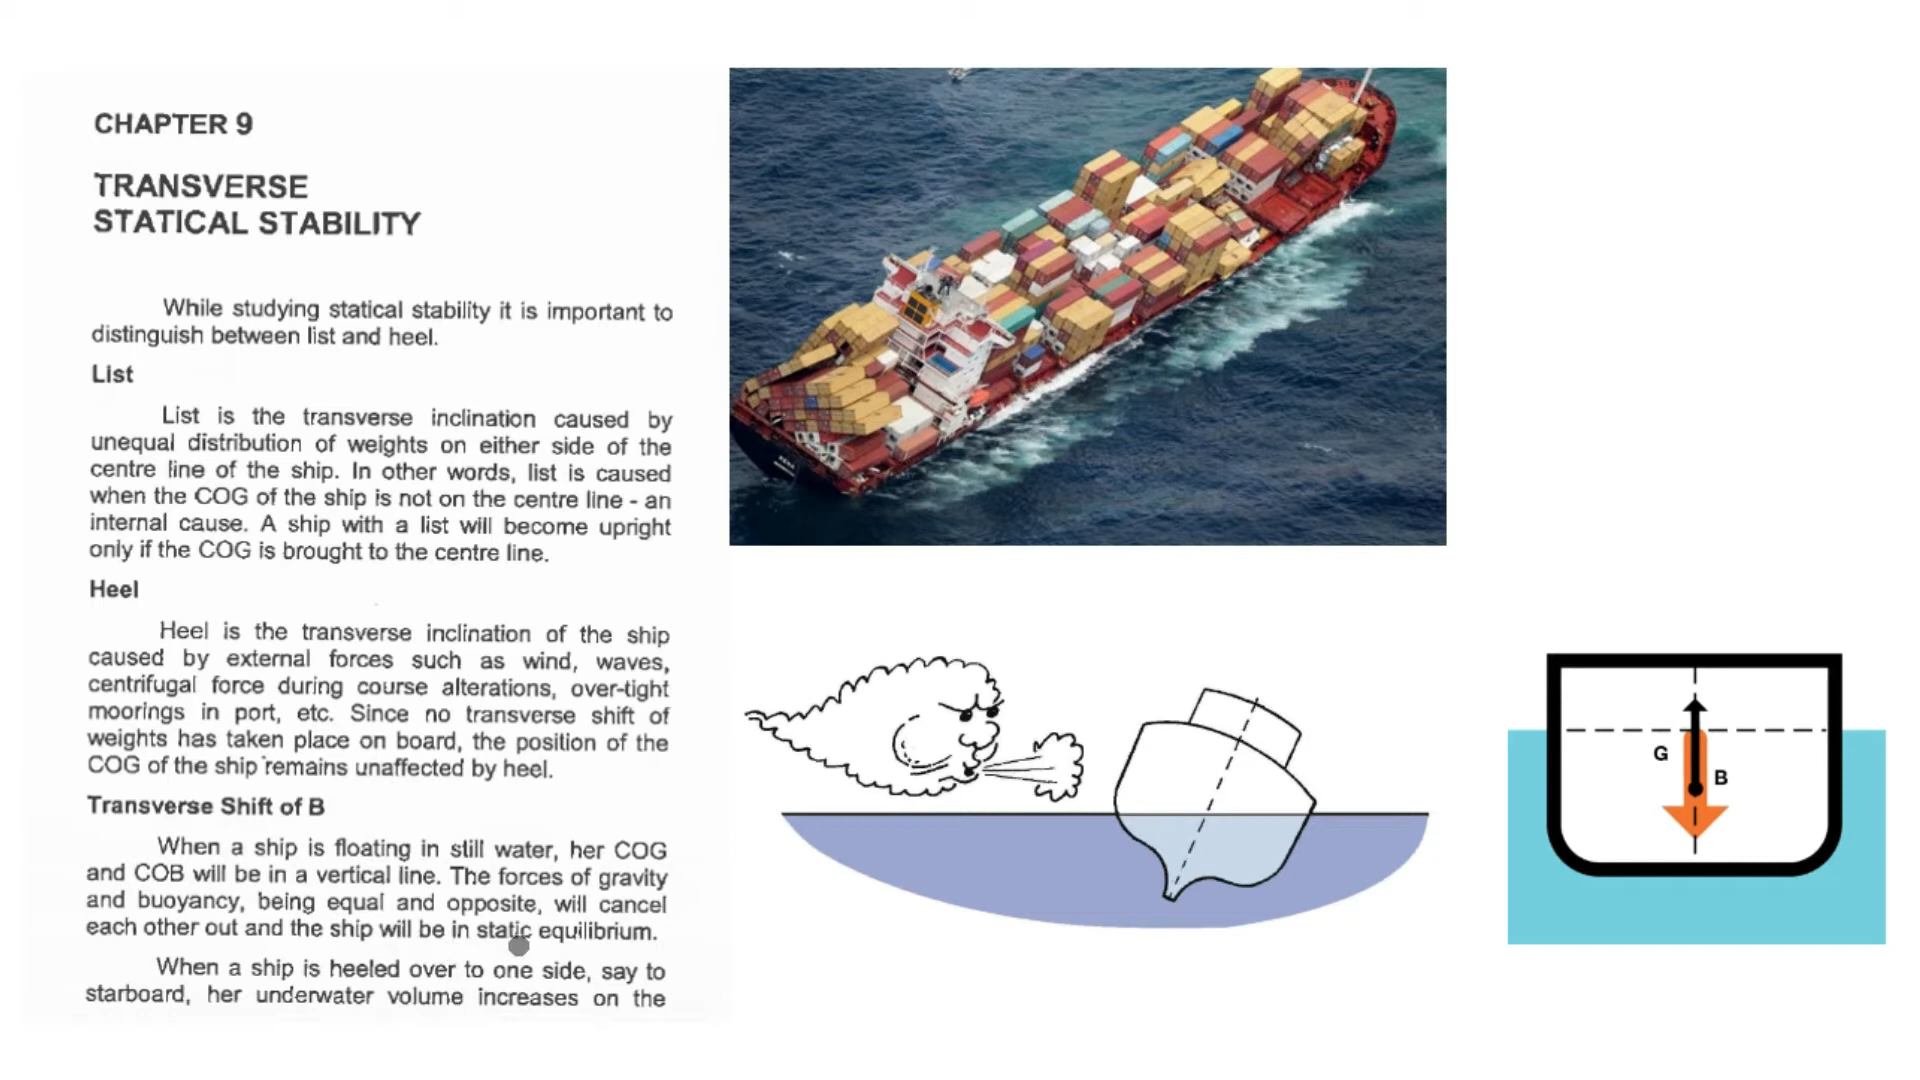 CHAPTER 9
TRANSVERSE
STATICAL STABILITY
While studying statical stability it is important to
distinguish between list and heel.
List
List is the transverse inclination caused by
unequal distribution of weights on either side of the
centre line of the ship. In other words, list is caused
when the COG of the ship is not on the centre line - an
internal cause. A ship with a list will become upright
only if the COG is brought to the centre line.
Heel
Heel is the transverse inclination of the ship
caused by external forces such as wind, waves,
centrifugal force during course alterations, over-tight
moorings in port, etc. Since no transverse shift of
weights has taken place on board, the position of the
COG of the ship remains unaffected by heel.
Transverse Shift of B
When a ship is floating in still water, her COG
and COB will be in a vertical line. The forces of gravity
and buoyancy, being equal and opposite, will cancel
each other out and the ship will be in static equilibrium.
When a ship is heeled over to one side, say to
starboard, her underwater volume increases on the
G
B